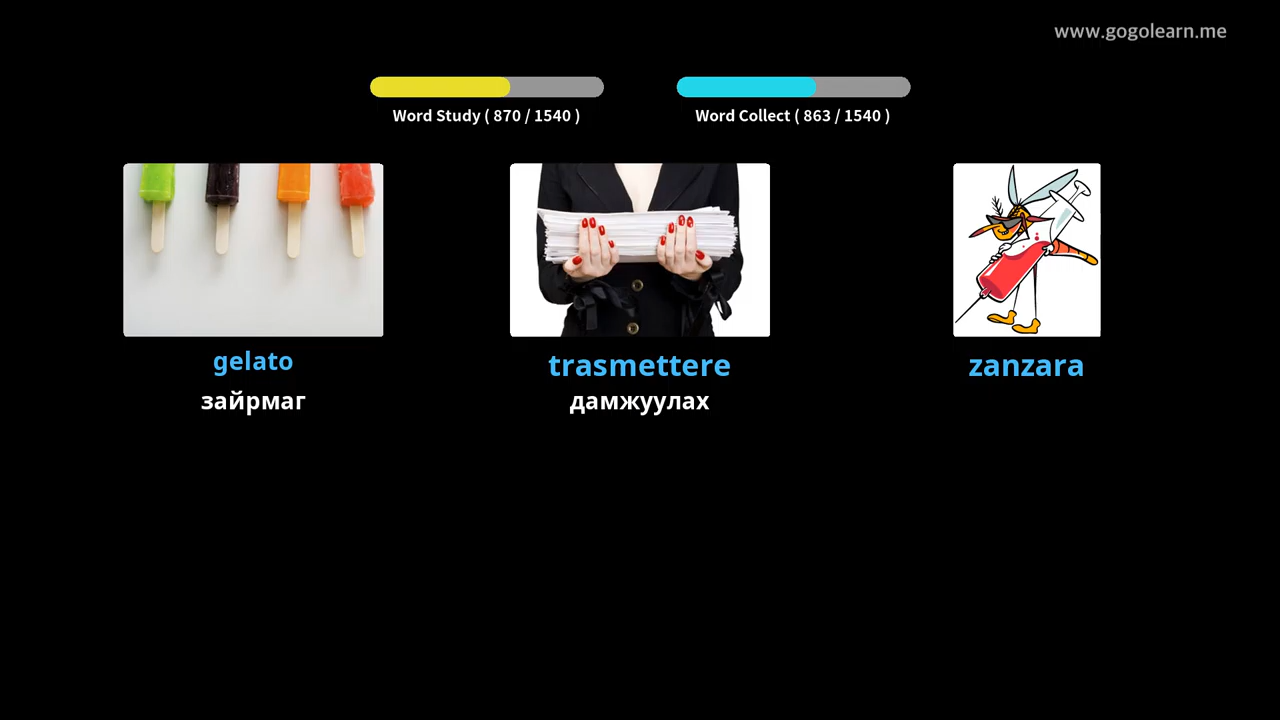 www.gogolearn.me
Word Study ( 870 / 1540 )
Word Collect ( 863 / 1540 )
gelato
trasmettere
zanzara
зайрмаг
дамжуулах